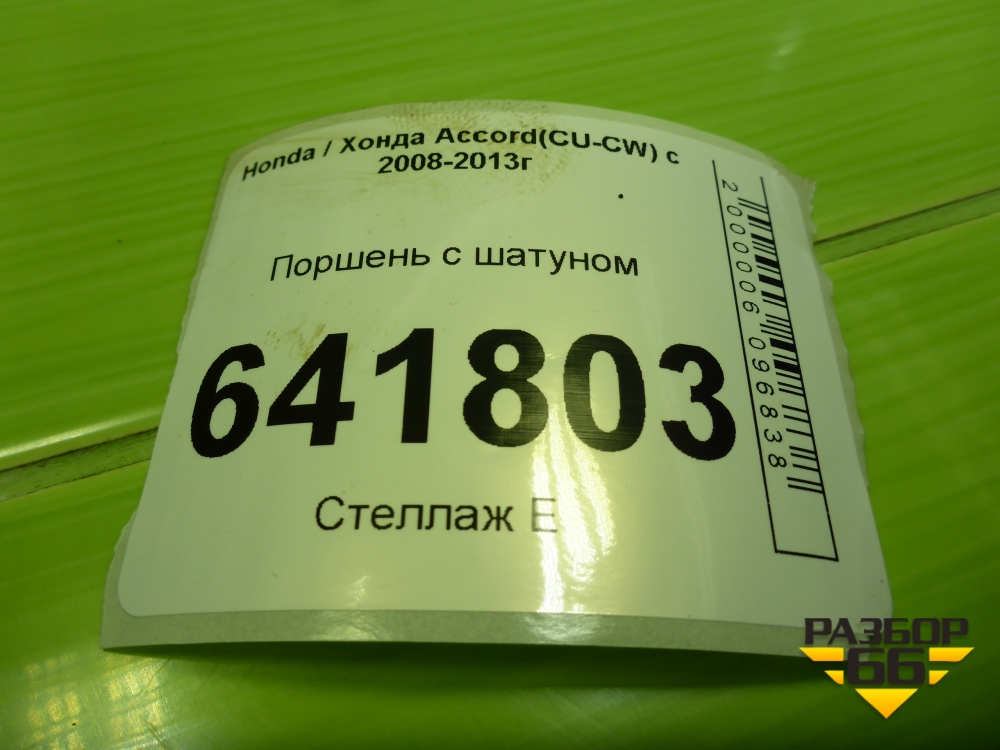 Honda / Хонда Accord(CU-CW) с
2008-2013г
Поршень с шатуном
641803
Стеллаж E
2000006096838
РАЗБОР
66